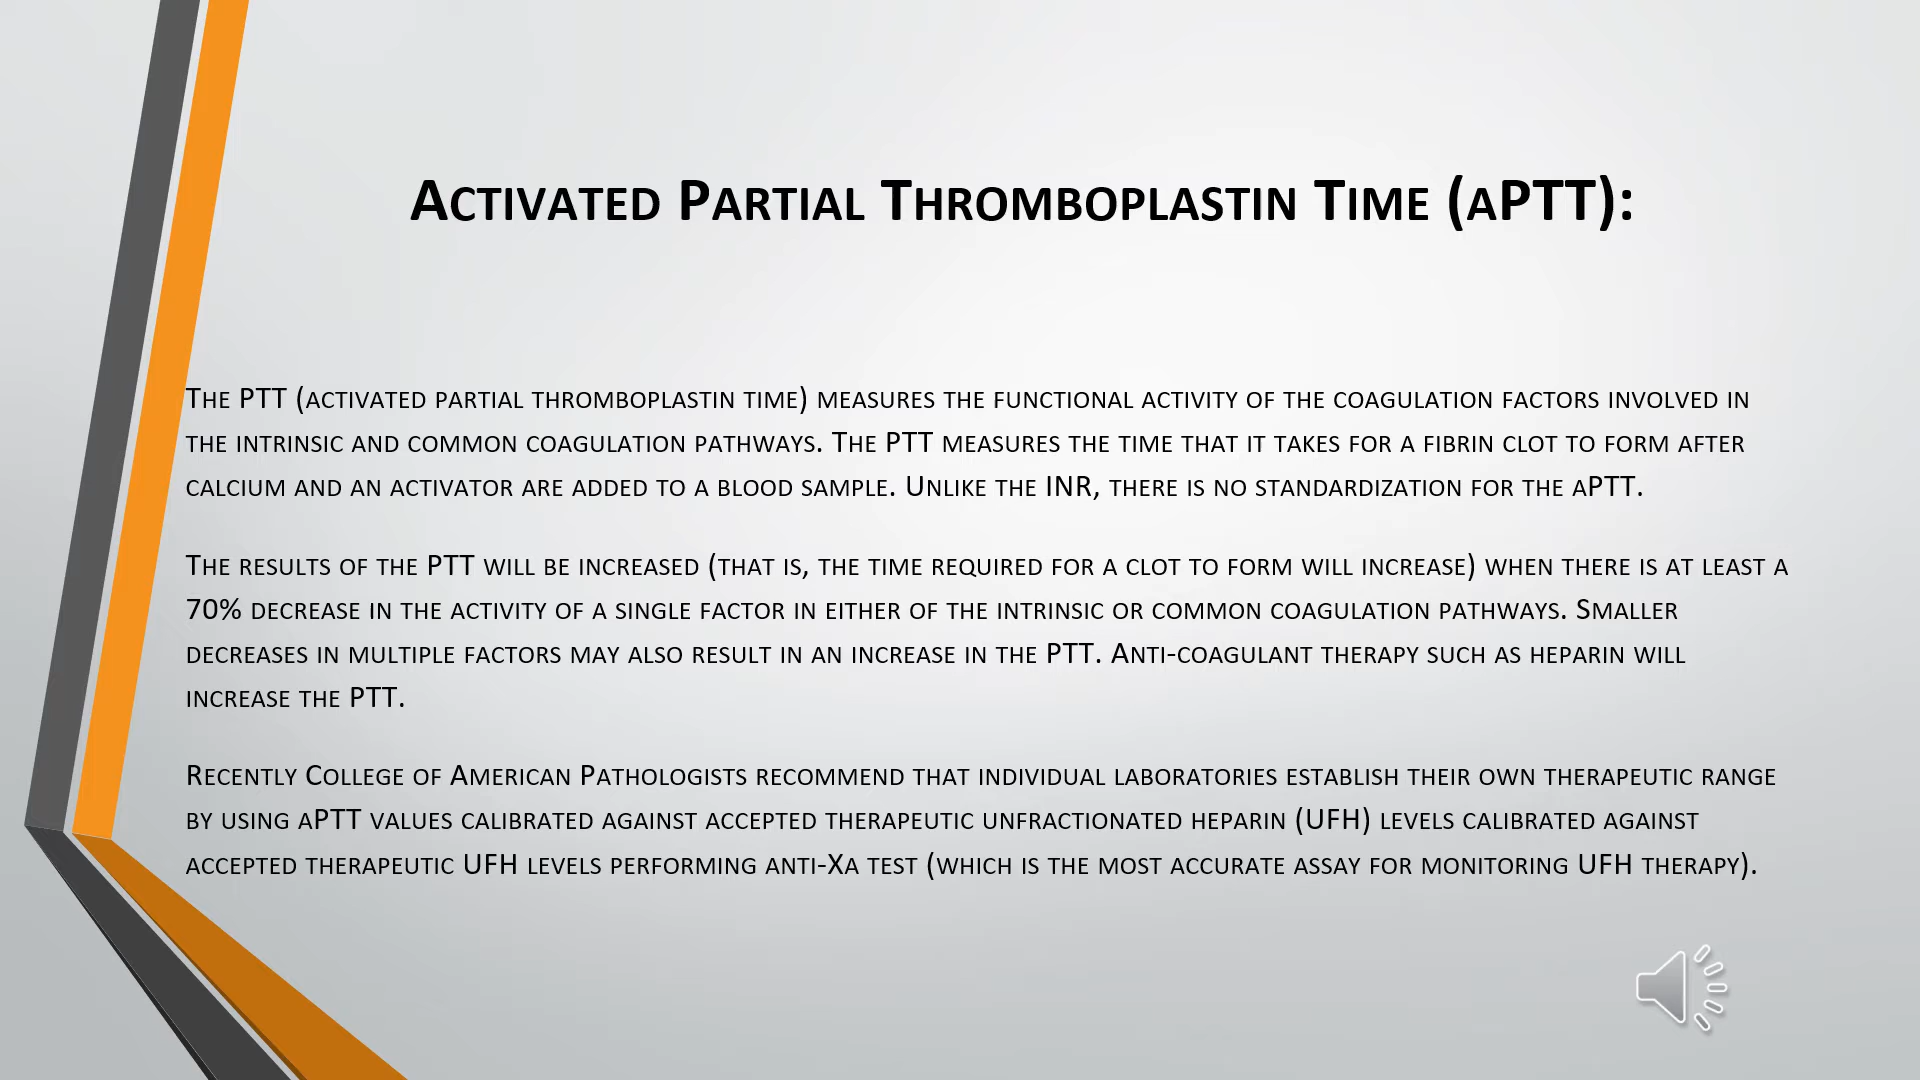 Activated Partial Thromboplastin Time (aPTT):
The PTT (activated partial thromboplastin time) measures the functional activity of the coagulation factors involved in
the intrinsic and common coagulation pathways. The PTT measures the time that it takes for a fibrin clot to form after
calcium and an activator are added to a blood sample. Unlike the INR, there is no standardization for the aPTT.
The results of the PTT will be increased (that is, the time required for a clot to form will increase) when there is at least a
70% decrease in the activity of a single factor in either of the intrinsic or common coagulation pathways. Smaller
decreases in multiple factors may also result in an increase in the PTT. Anti-coagulant therapy such as heparin will
increase the PTT.
Recently College of American Pathologists recommend that individual laboratories establish their own therapeutic range
by using aPTT values calibrated against accepted therapeutic unfractionated heparin (UFH) levels calibrated against
accepted therapeutic UFH levels performing anti-Xa test (which is the most accurate assay for monitoring UFH therapy).